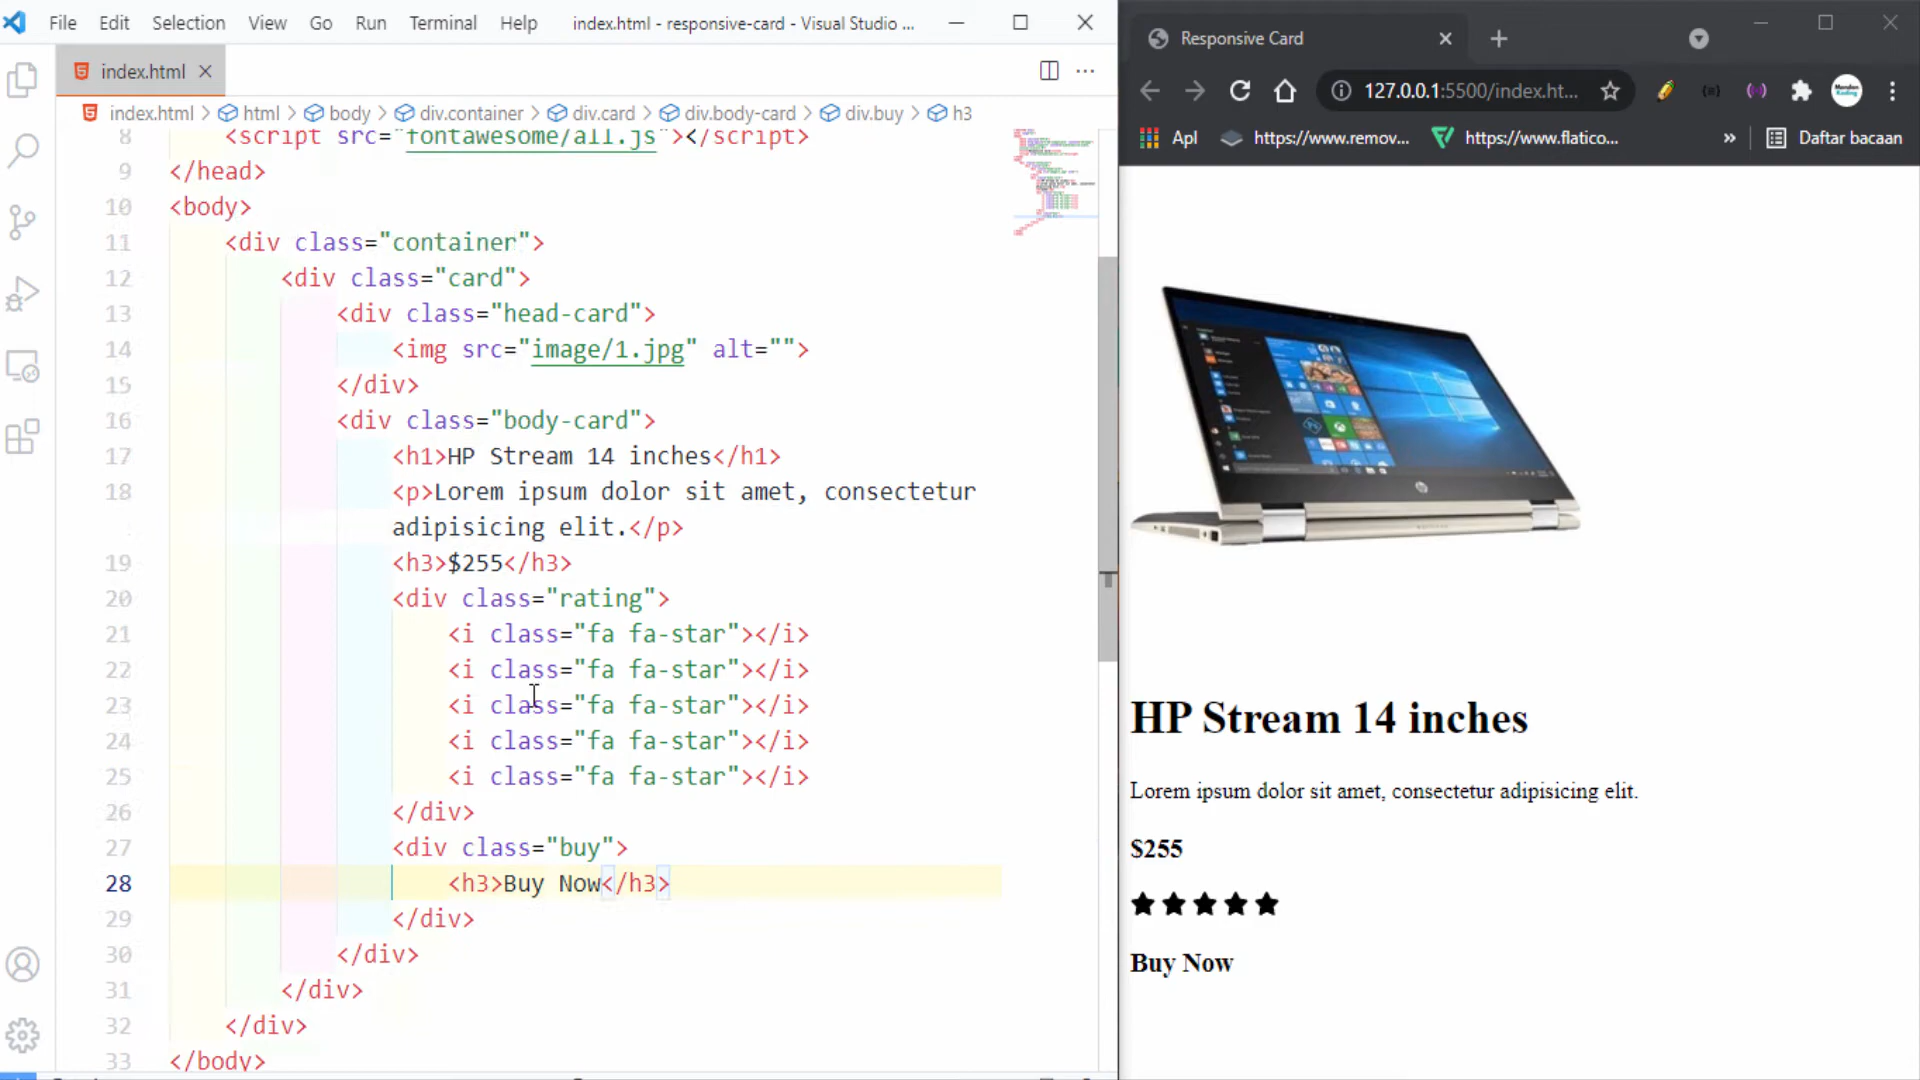 File Edit Selection View Go Run Terminal Help index.html - responsive-card - Visual Studio ...
index.html
index.html > html > body > div.container > div.card > div.body-card > div.buy > h3
8 <script src="fontawesome/all.js"></script>
9 </head>
10 <body>
11 <div class="container">
12 <div class="card">
13 <div class="head-card">
14 <img src="image/1.jpg" alt="">
15 </div>
16 <div class="body-card">
17 <h1>HP Stream 14 inches</h1>
18 <p>Lorem ipsum dolor sit amet, consectetur
adipisicing elit.</p>
19 <h3>$255</h3>
20 <div class="rating">
21 <i class="fa fa-star"></i>
22 <i class="fa fa-star"></i>
23 <i class="fa fa-star"></i>
24 <i class="fa fa-star"></i>
25 <i class="fa fa-star"></i>
26 </div>
27 <div class="buy">
28 <h3>Buy Now</h3>
29 </div>
30 </div>
31 </div>
32 </div>
33 </body>
Responsive Card
127.0.0.1:5500/index.ht...
Apl https://www.remov... https://www.flatico... » Daftar bacaan
HP Stream 14 inches
Lorem ipsum dolor sit amet, consectetur adipisicing elit.
$255
Buy Now